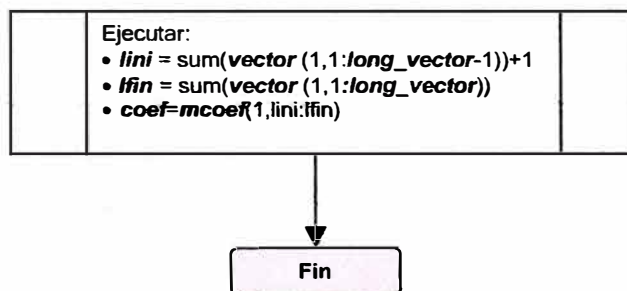 Ejecutar:
• lini = sum(vector (1,1:long_vector-1))+1
• lfin = sum(vector (1,1:long_vector))
• coef=mcoef(1,lini:lfin)
Fin